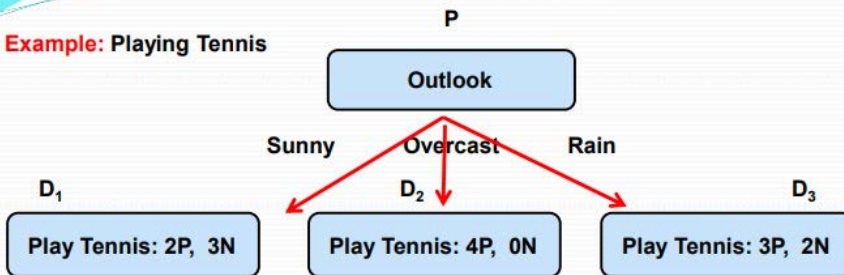 P
Example: Playing Tennis
Outlook
Sunny Overcast Rain
D₁ D₂ D₃
Play Tennis: 2P, 3N Play Tennis: 4P, 0N Play Tennis: 3P, 2N